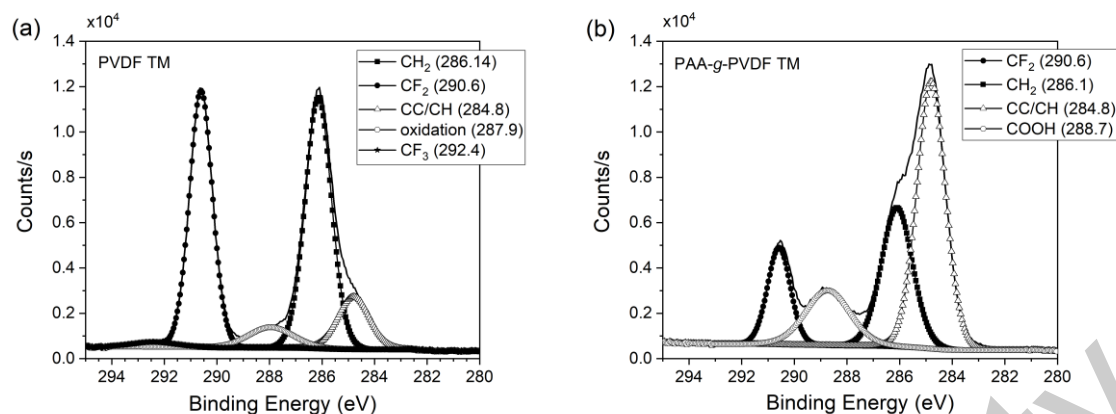 (a)
x10⁴
1.4
1.2
1.0
0.8
0.6
0.4
0.2
0.0
Counts/s
PVDF TM
CH₂ (286.14)
CF₂ (290.6)
CC/CH (284.8)
oxidation (287.9)
CF₃ (292.4)
294 292 290 288 286 284 282 280
Binding Energy (eV)
(b)
x10⁴
1.4
1.2
1.0
0.8
0.6
0.4
0.2
0.0
Counts/s
PAA-g-PVDF TM
CF₂ (290.6)
CH₂ (286.1)
CC/CH (284.8)
COOH (288.7)
294 292 290 288 286 284 282 280
Binding Energy (eV)